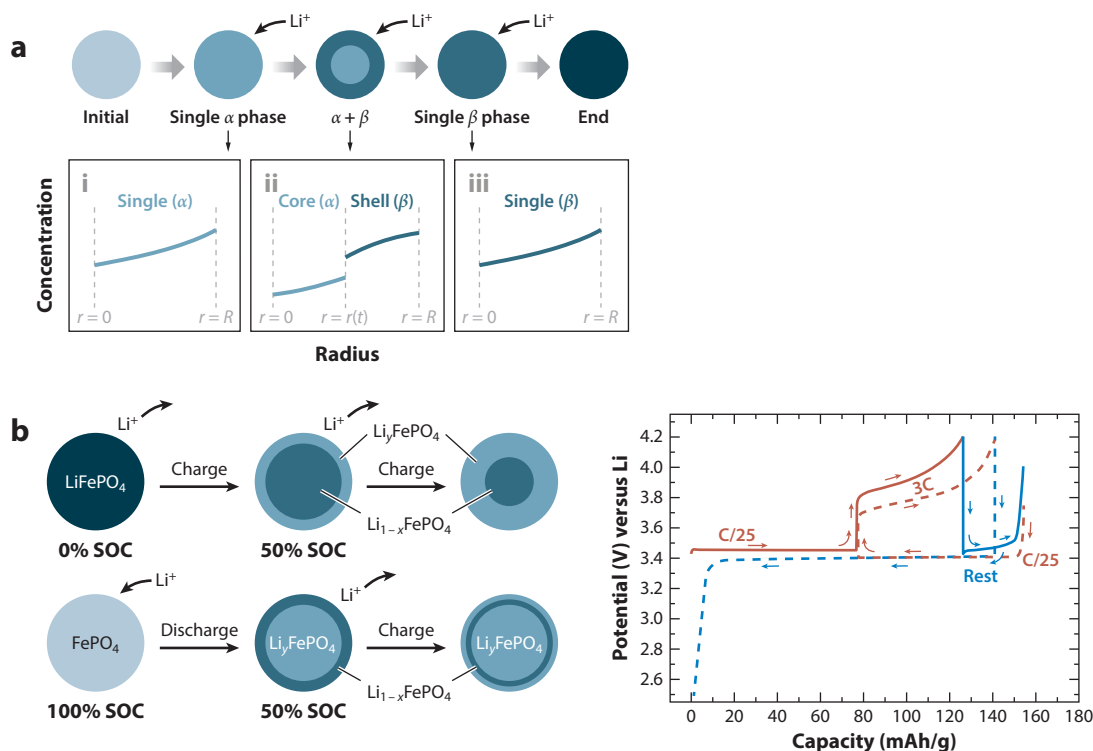 a
Li⁺
Li⁺
Li⁺
Initial
Single α phase
α + β
Single β phase
End
Concentration
i
Single (α)
r = 0
r = R
ii
Core (α)
Shell (β)
r = 0
r = r(t)
r = R
iii
Single (β)
r = 0
r = R
Radius
b
Li⁺
LiFePO₄
0% SOC
Charge
Li⁺
50% SOC
LiyFePO₄
Charge
Li₁₋ₓFePO₄
Li⁺
FePO₄
100% SOC
Discharge
Li⁺
LiyFePO₄
50% SOC
Charge
Li₁₋ₓFePO₄
LiyFePO₄
Potential (V) versus Li
4.2
4.0
3.8
3.6
3.4
3.2
3.0
2.8
2.6
C/25
3C
Rest
C/25
0
20
40
60
80
100
120
140
160
180
Capacity (mAh/g)